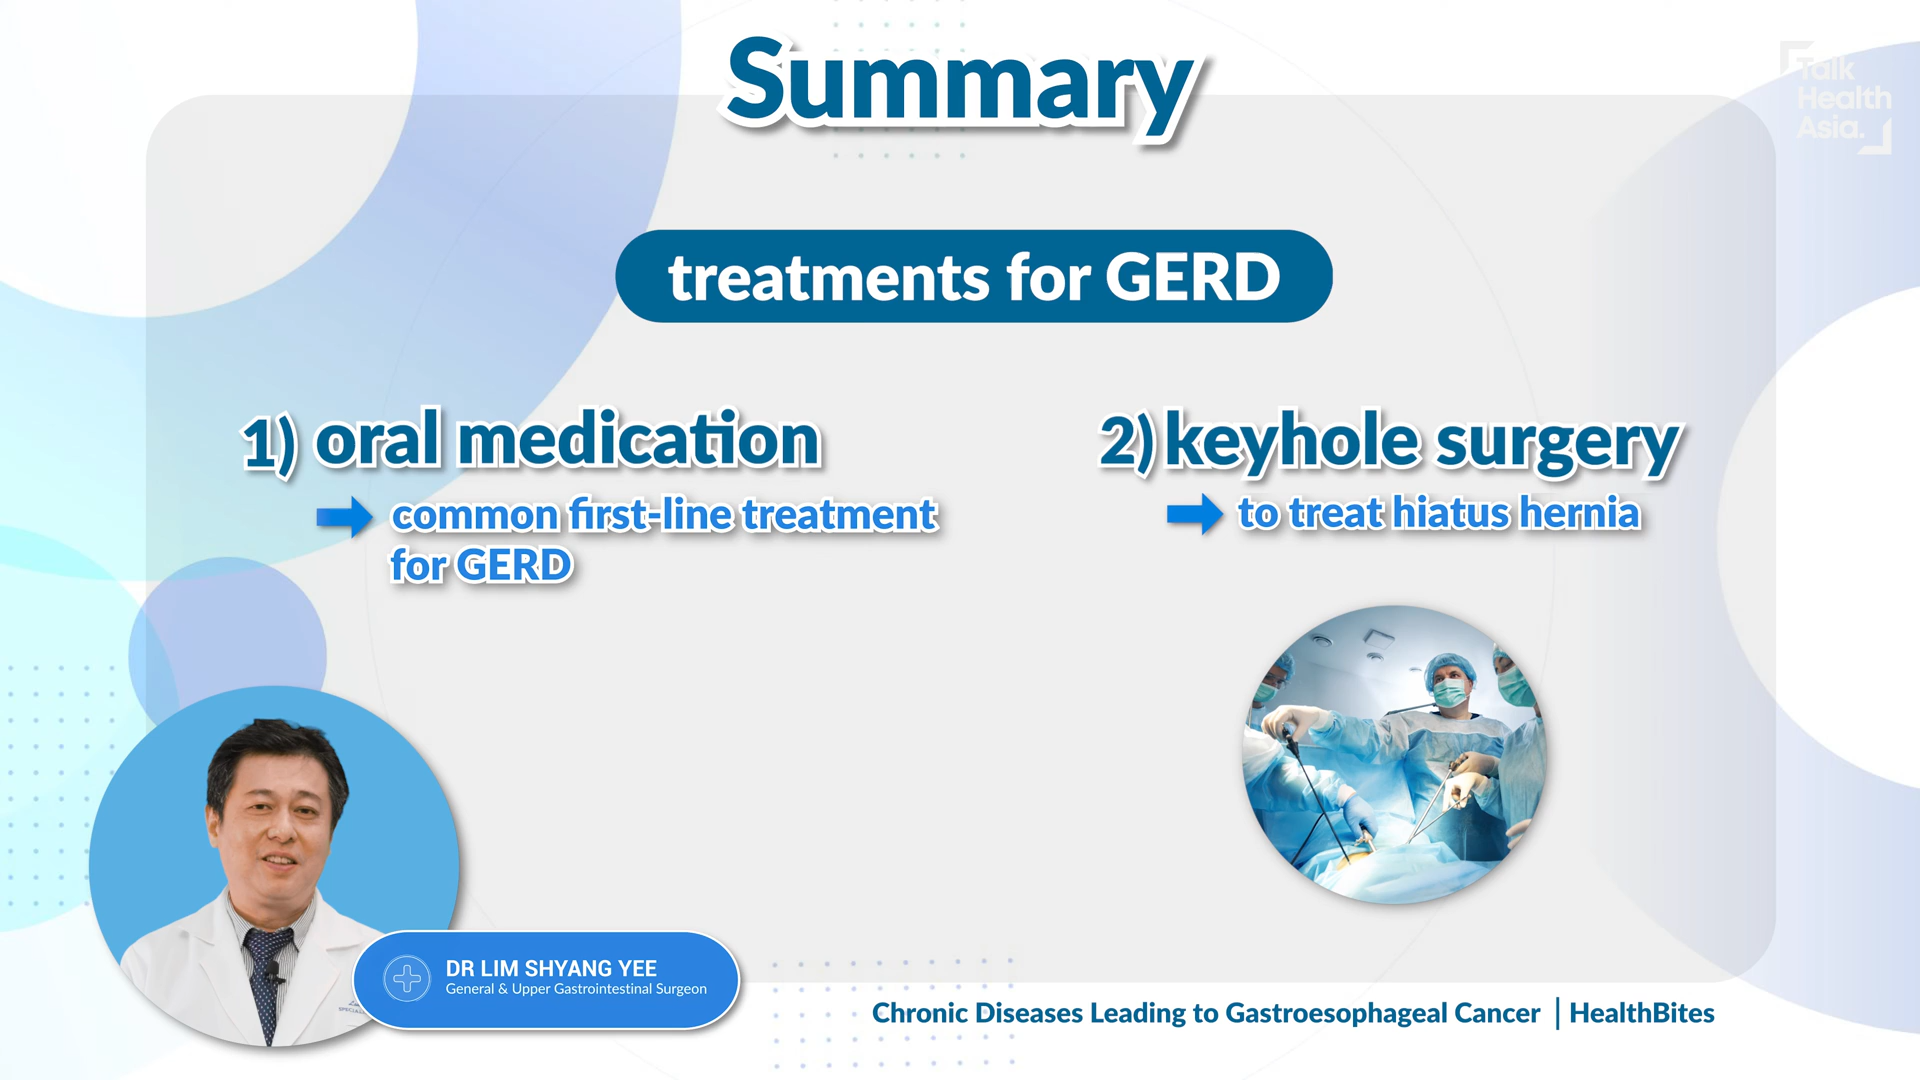 Summary
Talk
Health
Asia.
treatments for GERD
1) oral medication
common first-line treatment
for GERD
2) keyhole surgery
to treat hiatus hernia
DR LIM SHYANG YEE
General & Upper Gastrointestinal Surgeon
Chronic Diseases Leading to Gastroesophageal Cancer | HealthBites